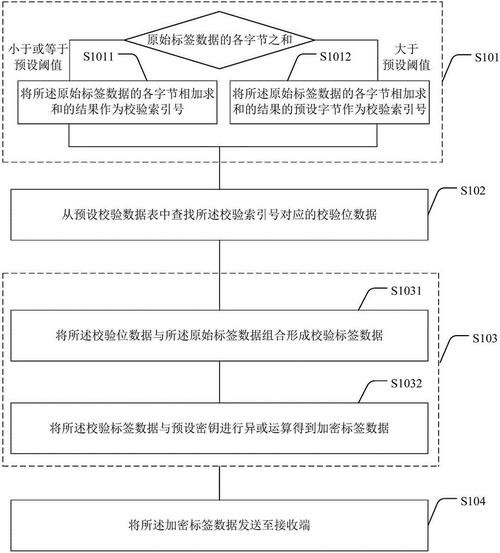 原始标签数据的各字节之和
小于或等于
预设阈值
S1011
S1012
大于
预设阈值
S101
将所述原始标签数据的各字节相加求
和的结果作为校验索引号
将所述原始标签数据的各字节相加求
和的结果的预设字节作为校验索引号
S102
从预设校验数据表中查找所述校验索引号对应的校验位数据
S1031
将所述校验位数据与所述原始标签数据组合形成校验标签数据
S103
S1032
将所述校验标签数据与预设密钥进行异或运算得到加密标签数据
S104
将所述加密标签数据发送至接收端